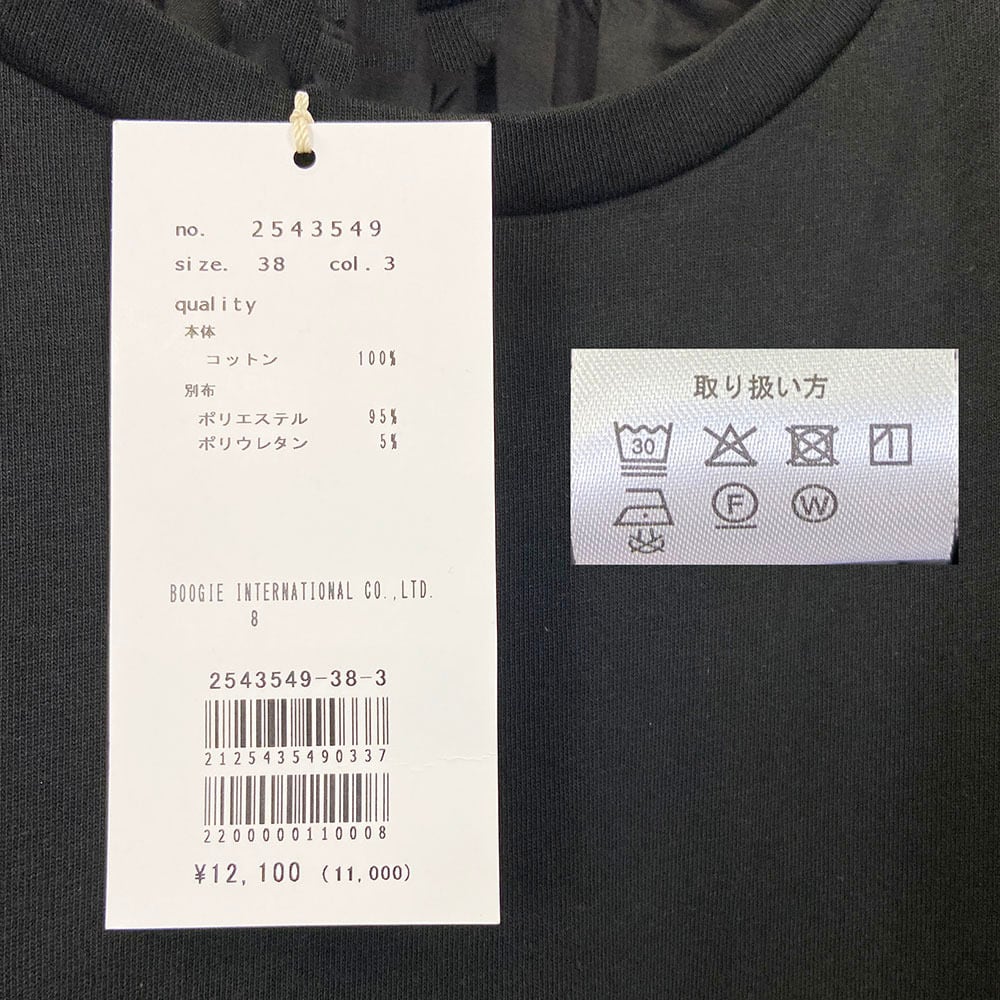 no. 2543549
size. 38 col. 3
quality
本体
コットン 100%
別布
ポリエステル 95%
ポリウレタン 5%
BOOGIE INTERNATIONAL CO.,LTD.
8
2543549-38-3
2125435490337
2200000110008
¥12,100 (11,000)
取り扱い方
30
F W